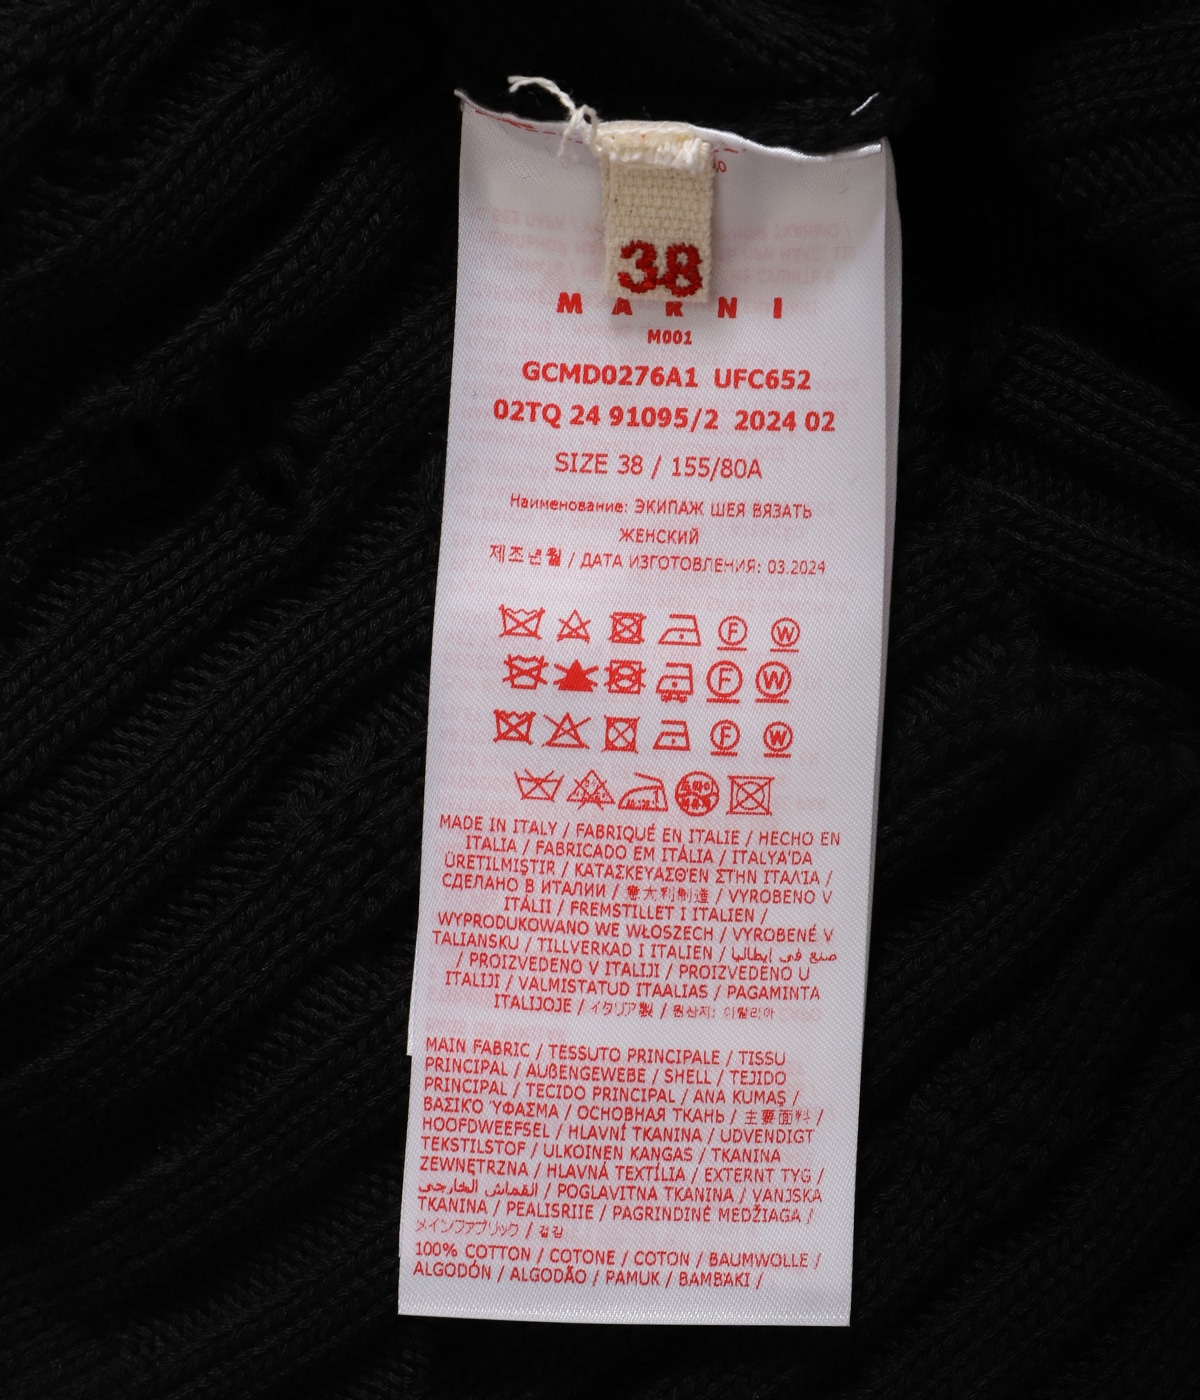 38
MARNI
M001
GCMD0276A1 UFC652
02TQ 24 91095/2 2024 02
SIZE 38 / 155/80A
Наименование: ЭКИПАЖ ШЕЯ ВЯЗАТЬ
ЖЕНСКИЙ
제조년월 / ДАТА ИЗГОТОВЛЕНИЯ: 03.2024
F W
F W
F W
MADE IN ITALY / FABRIQUÉ EN ITALIE / HECHO EN
ITALIA / FABRICADO EM ITÁLIA / ITALYA'DA
ÜRETILMIŞTIR / ΚΑΤΑΣΚΕΥΑΣΘ'ΕΝ ΣΤΗΝ ΙΤΑΛ'ΙΑ /
СДЕЛАНО В ИТАЛИИ / 意大利制造 / VYROBENO V
ITÁLII / FREMSTILLET I ITALIEN /
WYPRODUKOWANO WE WŁOSZECH / VYROBENÉ V
TALIANSKU / TILLVERKAD I ITALIEN / صنع في إيطاليا
/ PROIZVEDENO V ITALIJI / PROIZVEDENO U
ITALIJI / VALMISTATUD ITAALIAS / PAGAMINTA
ITALIJOJE / イタリア製 / 원산지: 이탈리아
MAIN FABRIC / TESSUTO PRINCIPALE / TISSU
PRINCIPAL / AUßENGEWEBE / SHELL / TEJIDO
PRINCIPAL / TECIDO PRINCIPAL / ANA KUMAŞ /
ΒΑΣΙΚΟ 'ΥΦΑΣΜΑ / ОСНОВНАЯ ТКАНЬ / 主要面料 /
HOOFDWEEFSEL / HLAVNÍ TKANINA / UDVENDIGT
TEKSTILSTOF / ULKOINEN KANGAS / TKANINA
ZEWNĘTRZNA / HLAVNÁ TEXTÍLIA / EXTERNT TYG /
القماش الخارجي / POGLAVITNA TKANINA / VANJSKA
TKANINA / PEALISRIIE / PAGRINDINĖ MEDŽIAGA /
メインファブリック / 겉감
100% COTTON / COTONE / COTON / BAUMWOLLE /
ALGODÓN / ALGODÃO / PAMUK / BAMBAKI /